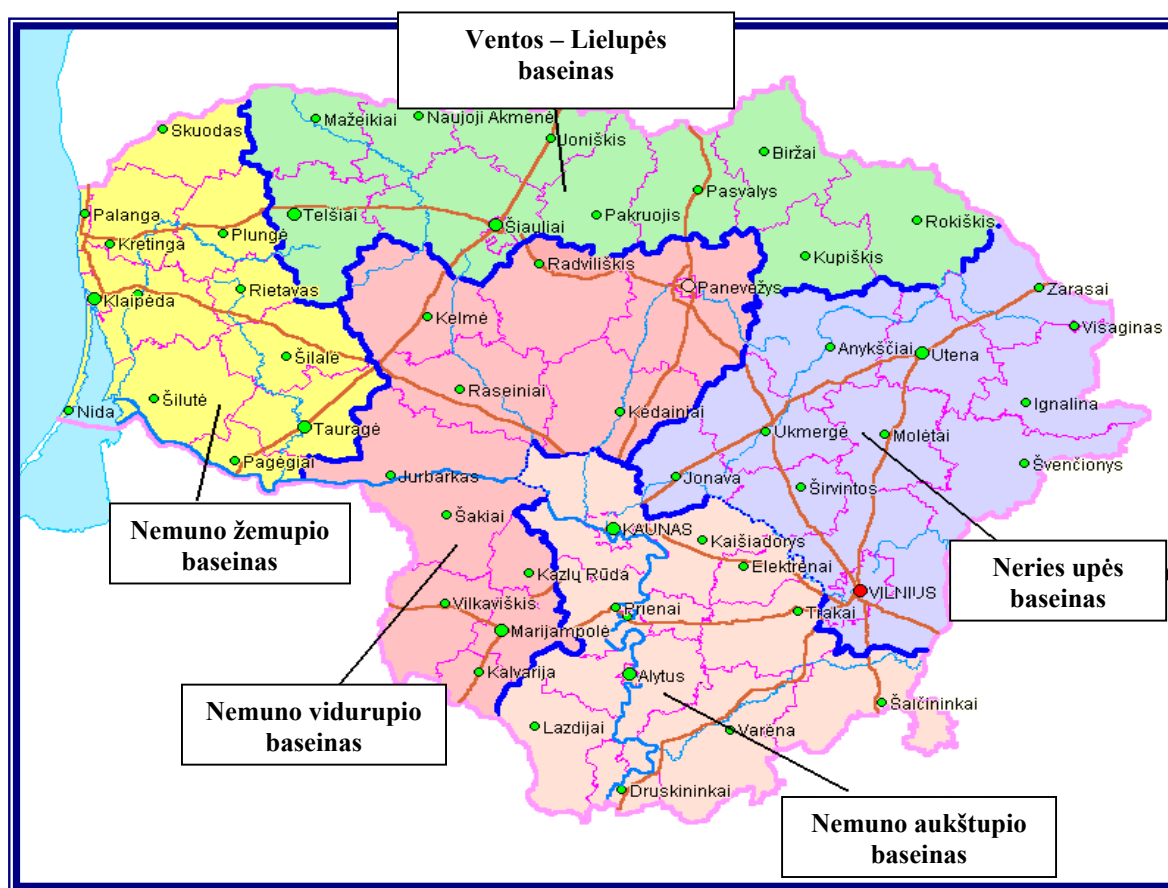 Ventos – Lielupės
baseinas
Skuodas
Mažeikiai
Naujoji Akmenė
Joniškis
Biržai
Pasvalys
Palanga
Telšiai
Pakruojis
Rokiškis
Kretinga
Plungė
Šiauliai
Kupiškis
Radviliškis
Rietavas
Panevėžys
Zarasai
Klaipėda
Kelmė
Visaginas
Anykščiai
Utena
Šilalė
Raseiniai
Šilutė
Ignalina
Nida
Kėdainiai
Tauragė
Ukmergė
Molėtai
Pagėgiai
Švenčionys
Jurbarkas
Jonava
Širvintos
Nemuno žemupio
baseinas
Šakiai
KAUNAS
Kaišiadorys
Elektrėnai
Neries upės
baseinas
Kazlų Rūda
VILNIUS
Vilkaviškis
Prienai
Trakai
Marijampolė
Kalvarija
Alytus
Nemuno vidurupio
baseinas
Šalčininkai
Lazdijai
Varėna
Druskininkai
Nemuno aukštupio
baseinas